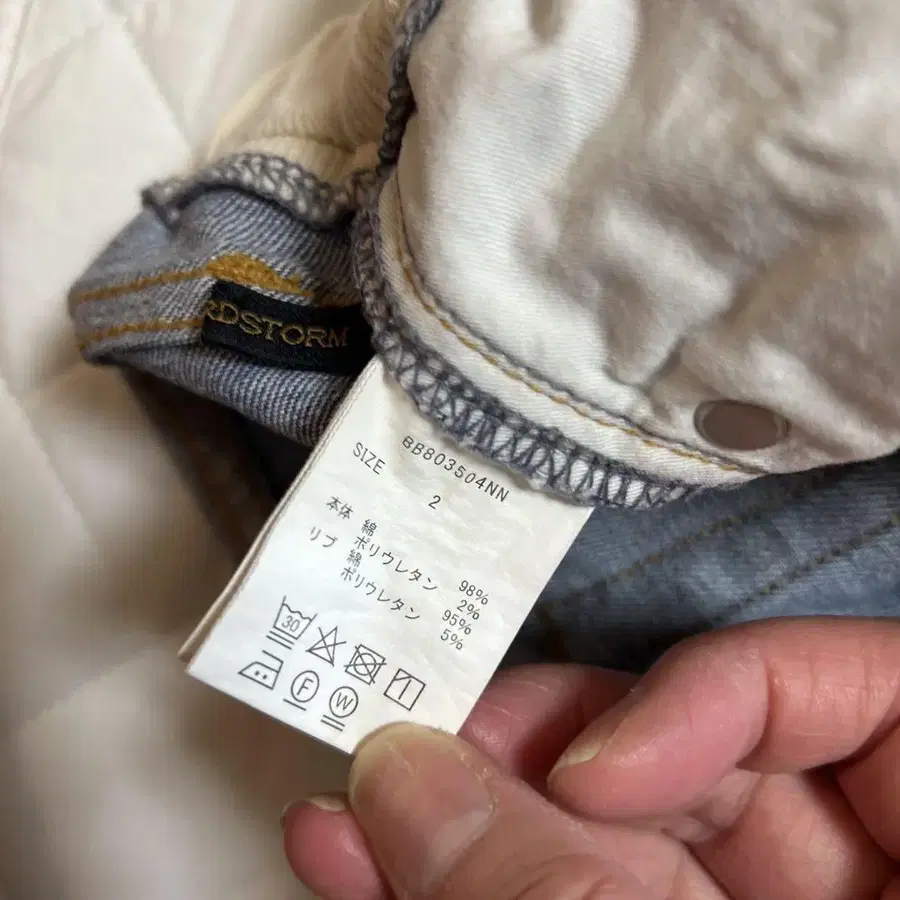 RDSTORM
BB803504NN
SIZE 2
本体 綿 98%
ポリウレタン 2%
リブ 綿 95%
ポリウレタン 5%
30
F W